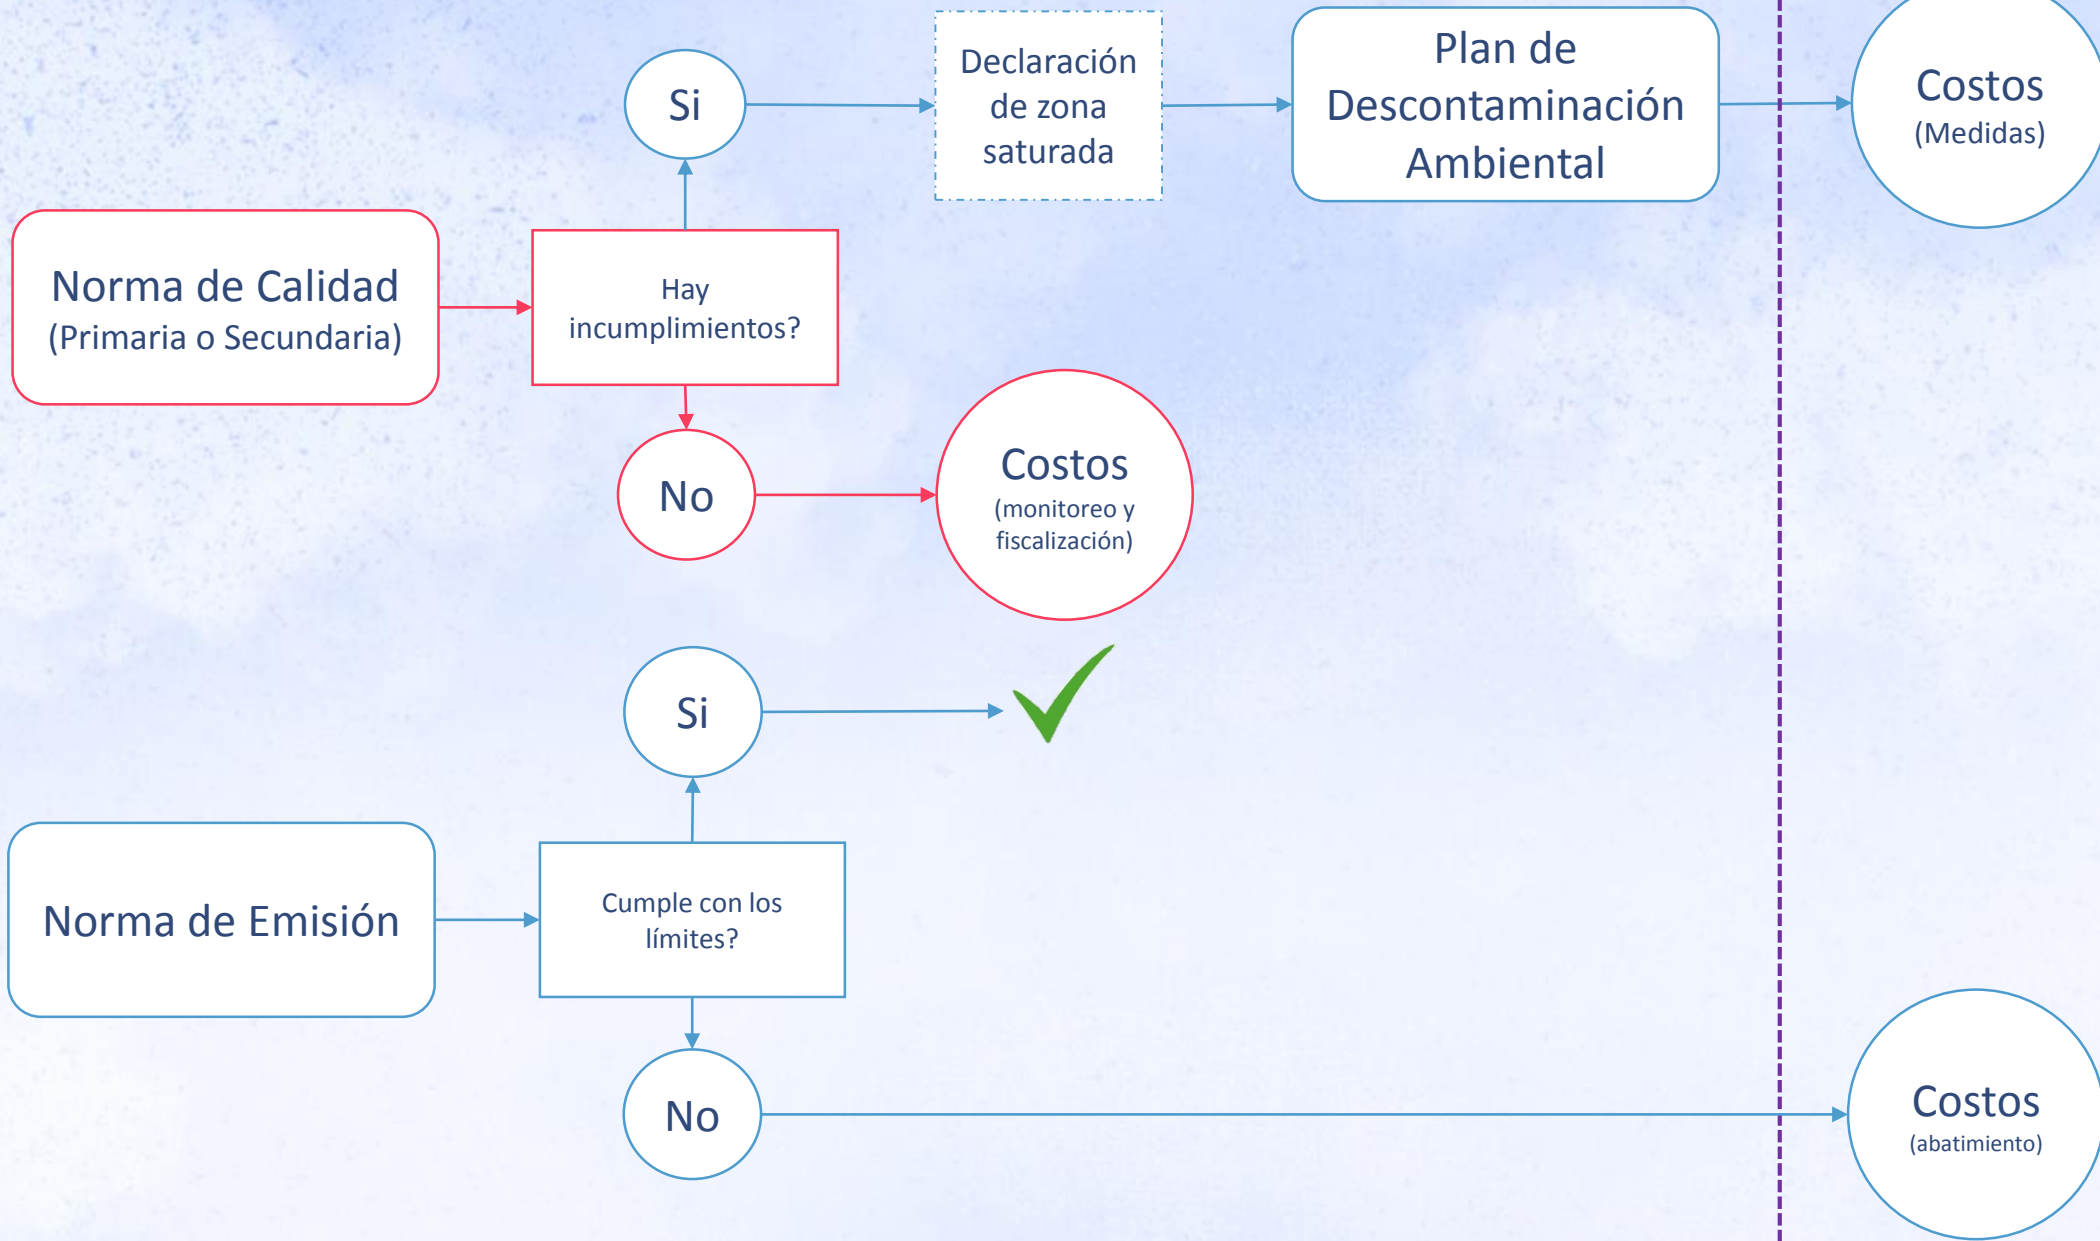 Si
Declaración
de zona
saturada
Plan de
Descontaminación
Ambiental
Costos
(Medidas)
Norma de Calidad
(Primaria o Secundaria)
Hay
incumplimientos?
No
Costos
(monitoreo y
fiscalización)
Si
Norma de Emisión
Cumple con los
límites?
No
Costos
(abatimiento)